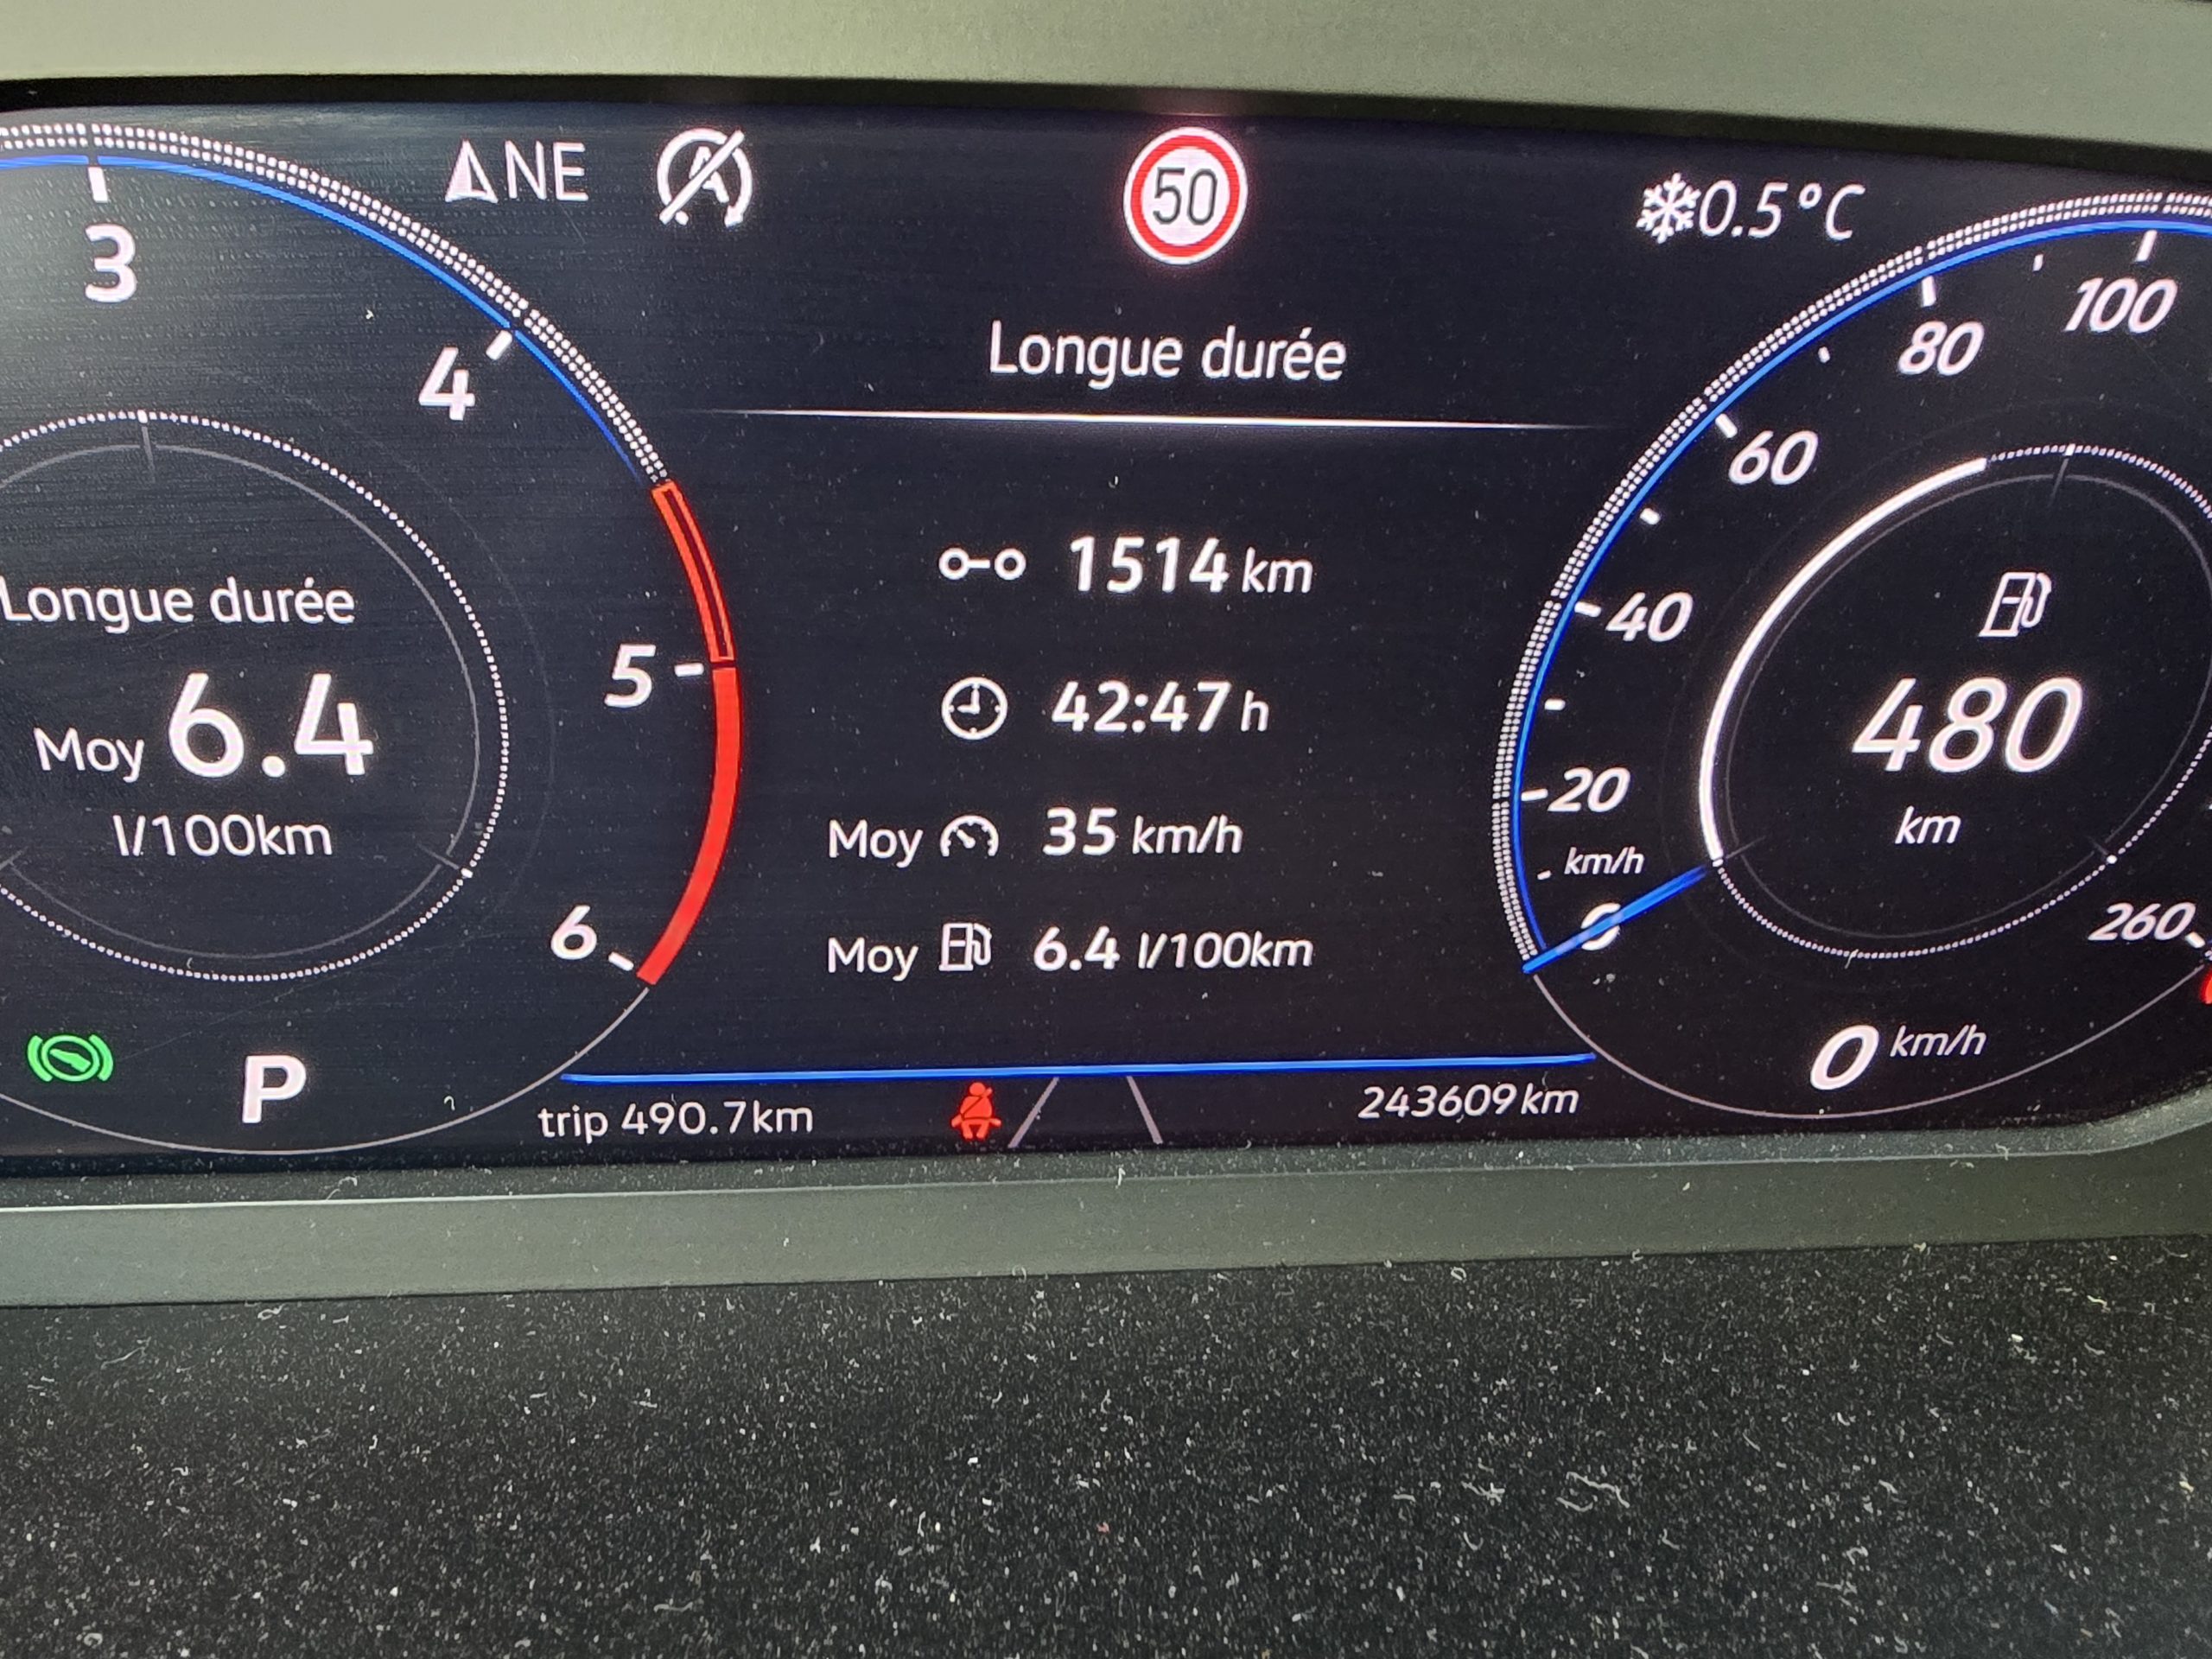 NE
50
0.5°C
3
4
5
6
Longue durée
Moy 6.4
l/100km
P
Longue durée
1514 km
42:47 h
Moy 35 km/h
Moy 6.4 l/100km
trip 490.7km
243609 km
100
80
60
40
20
km/h
0
260
480
km
0 km/h